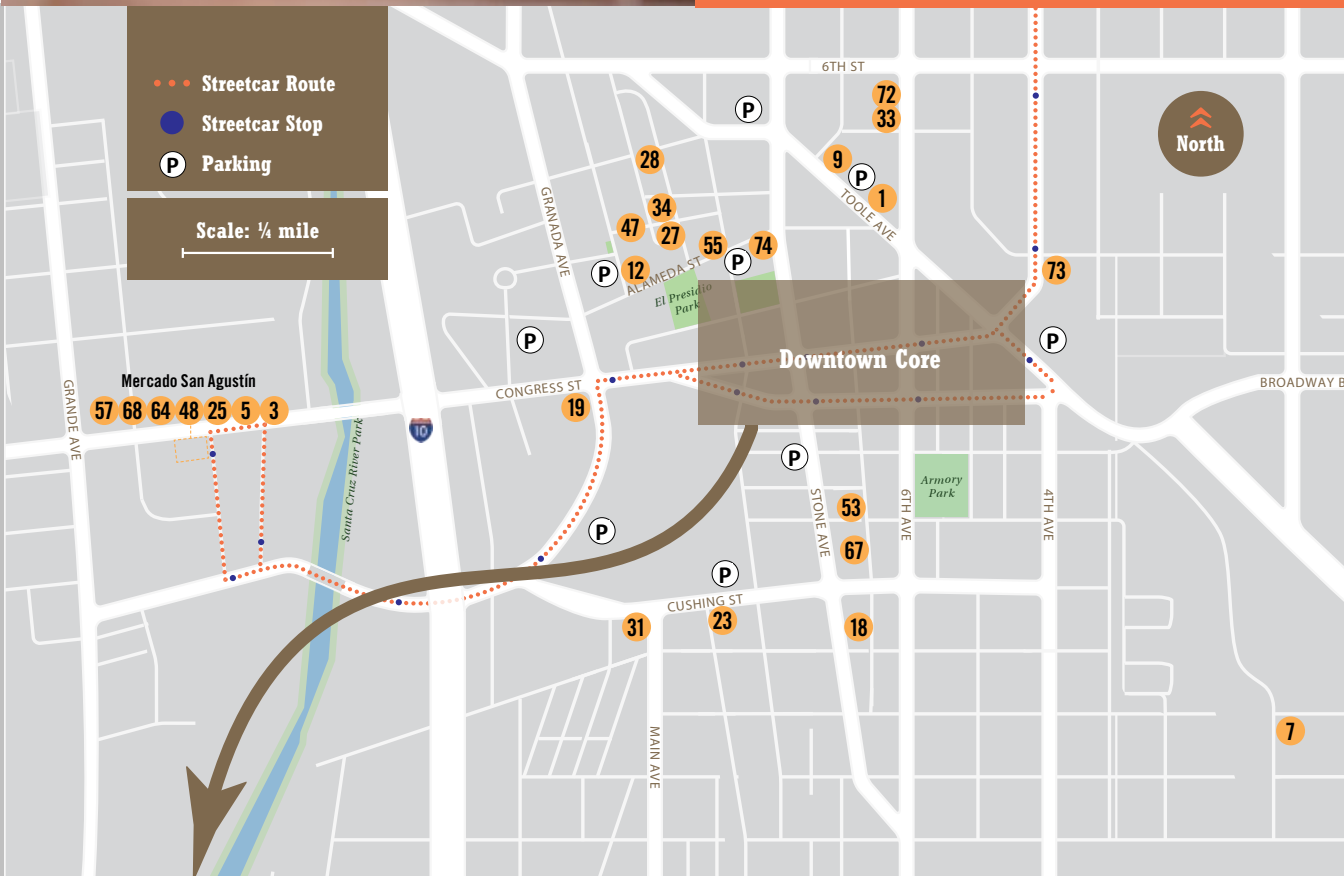 Streetcar Route
Streetcar Stop
P Parking
Scale: ¼ mile
North
6TH ST
72
33
P
9
P
1
TOOLE AVE
28
34
47
27
55
74
P
P
12
ALAMEDA ST
El Presidio
Park
GRANADA AVE
73
P
P
Downtown Core
BROADWAY B
Mercado San Agustín
57 68 64 48 25 5 3
GRANDE AVE
CONGRESS ST
19
10
Santa Cruz River Park
P
Armory
Park
STONE AVE
6TH AVE
4TH AVE
53
67
P
P
CUSHING ST
31
23
18
MAIN AVE
7